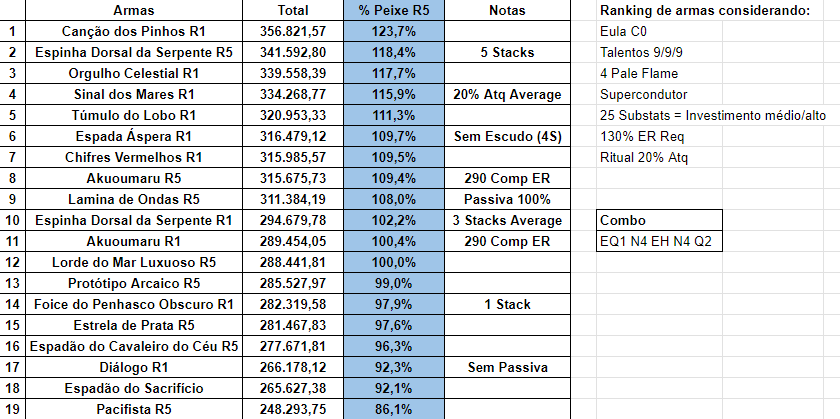 Armas Total % Peixe R5 Notas Ranking de armas considerando:
1 Canção dos Pinhos R1 356.821,57 123,7% Eula C0
2 Espinha Dorsal da Serpente R5 341.592,80 118,4% 5 Stacks Talentos 9/9/9
3 Orgulho Celestial R1 339.558,39 117,7% 4 Pale Flame
4 Sinal dos Mares R1 334.268,77 115,9% 20% Atq Average Supercondutor
5 Túmulo do Lobo R1 320.953,33 111,3% 25 Substats = Investimento médio/alto
6 Espada Áspera R1 316.479,12 109,7% Sem Escudo (4S) 130% ER Req
7 Chifres Vermelhos R1 315.985,57 109,5% Ritual 20% Atq
8 Akuoumaru R5 315.675,73 109,4% 290 Comp ER
9 Lamina de Ondas R5 311.384,19 108,0% Passiva 100%
10 Espinha Dorsal da Serpente R1 294.679,78 102,2% 3 Stacks Average Combo
11 Akuoumaru R1 289.454,05 100,4% 290 Comp ER EQ1 N4 EH N4 Q2
12 Lorde do Mar Luxuoso R5 288.441,81 100,0%
13 Protótipo Arcaico R5 285.527,97 99,0%
14 Foice do Penhasco Obscuro R1 282.319,58 97,9% 1 Stack
15 Estrela de Prata R5 281.467,83 97,6%
16 Espadão do Cavaleiro do Céu R5 277.671,81 96,3%
17 Diálogo R1 266.178,12 92,3% Sem Passiva
18 Espadão do Sacrifício 265.627,38 92,1%
19 Pacifista R5 248.293,75 86,1%